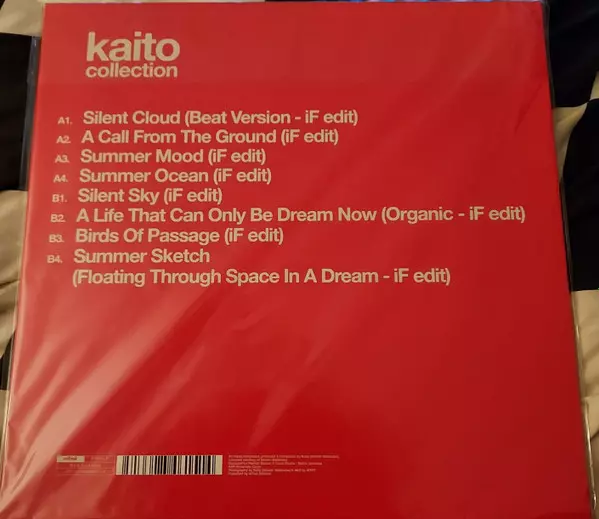 kaito
collection
A1. Silent Cloud (Beat Version - iF edit)
A2. A Call From The Ground (iF edit)
A3. Summer Mood (iF edit)
A4. Summer Ocean (iF edit)
B1. Silent Sky (iF edit)
B2. A Life That Can Only Be Dream Now (Organic - iF edit)
B3. Birds Of Passage (iF edit)
B4. Summer Sketch
(Floating Through Space In A Dream - iF edit)